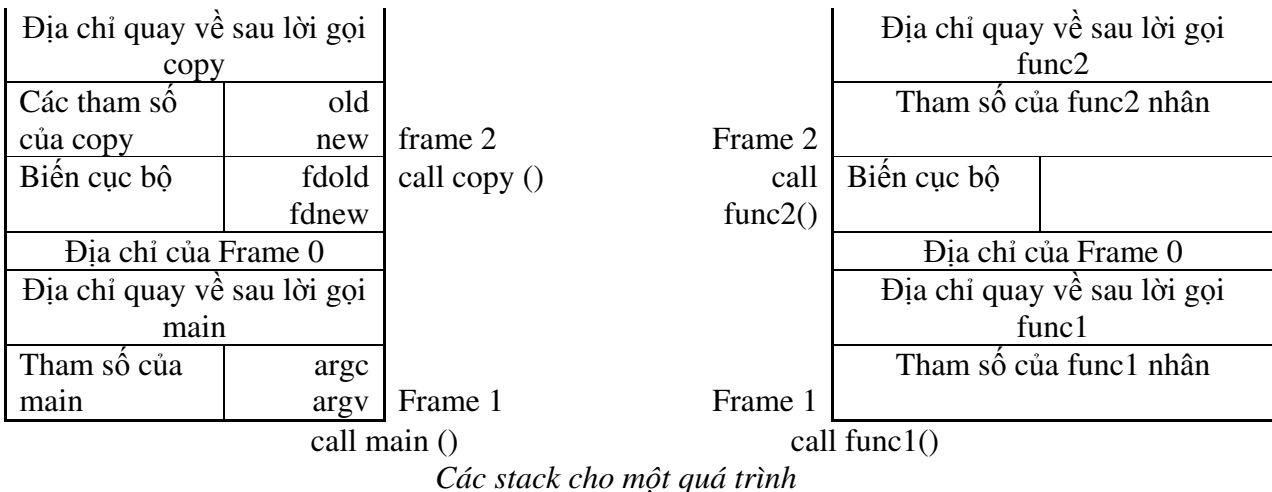 Địa chỉ quay về sau lời gọi
copy
Các tham số
của copy
old
new
frame 2
Biến cục bộ
fdold
fdnew
call copy ()
Địa chỉ của Frame 0
Địa chỉ quay về sau lời gọi
main
Tham số của
main
argc
argv
Frame 1
call main ()
Địa chỉ quay về sau lời gọi
func2
Tham số của func2 nhân
Frame 2
call
func2()
Biến cục bộ
Địa chỉ của Frame 0
Địa chỉ quay về sau lời gọi
func1
Tham số của func1 nhân
Frame 1
call func1()
Các stack cho một quá trình